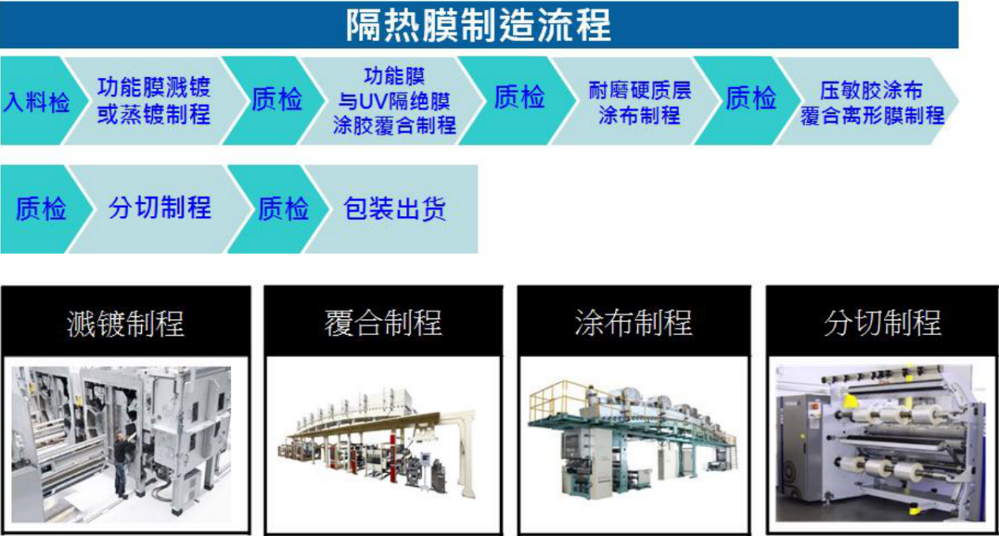 隔热膜制造流程
入料检
功能膜溅镀
或蒸镀制程
质检
功能膜
与UV隔绝膜
涂胶覆合制程
质检
耐磨硬质层
涂布制程
质检
压敏胶涂布
覆合离形膜制程
质检
分切制程
质检
包装出货
溅镀制程
覆合制程
涂布制程
分切制程